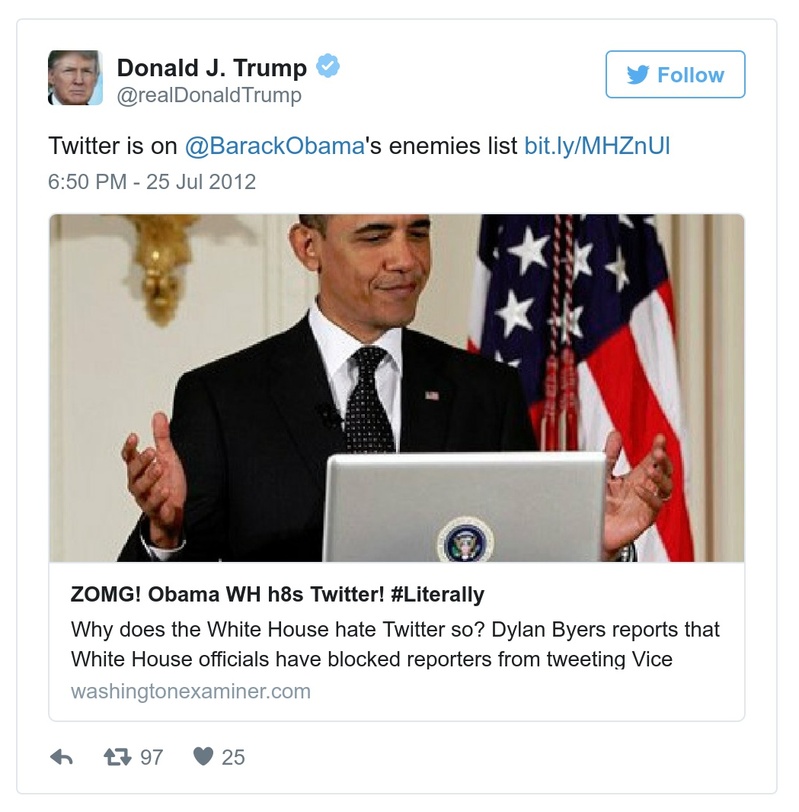 Donald J. Trump
@realDonaldTrump
Follow
Twitter is on @BarackObama's enemies list bit.ly/MHZnUl
6:50 PM - 25 Jul 2012
ZOMG! Obama WH h8s Twitter! #Literally
Why does the White House hate Twitter so? Dylan Byers reports that
White House officials have blocked reporters from tweeting Vice
washingtonexaminer.com
97 25